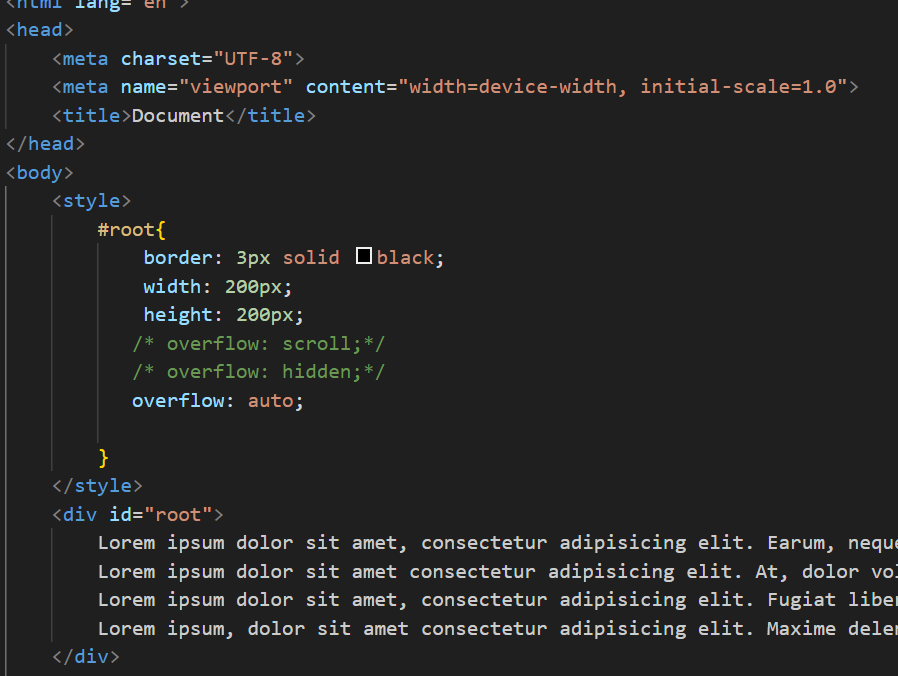 <html lang="en">
<head>
<meta charset="UTF-8">
<meta name="viewport" content="width=device-width, initial-scale=1.0">
<title>Document</title>
</head>
<body>
<style>
#root{
border: 3px solid black;
width: 200px;
height: 200px;
/* overflow: scroll;*/
/* overflow: hidden;*/
overflow: auto;
}
</style>
<div id="root">
Lorem ipsum dolor sit amet, consectetur adipisicing elit. Earum,
Lorem ipsum dolor sit amet consectetur adipisicing elit. At, dolor
Lorem ipsum dolor sit amet, consectetur adipisicing elit. Fugiat
Lorem ipsum, dolor sit amet consectetur adipisicing elit. Maxime
</div>